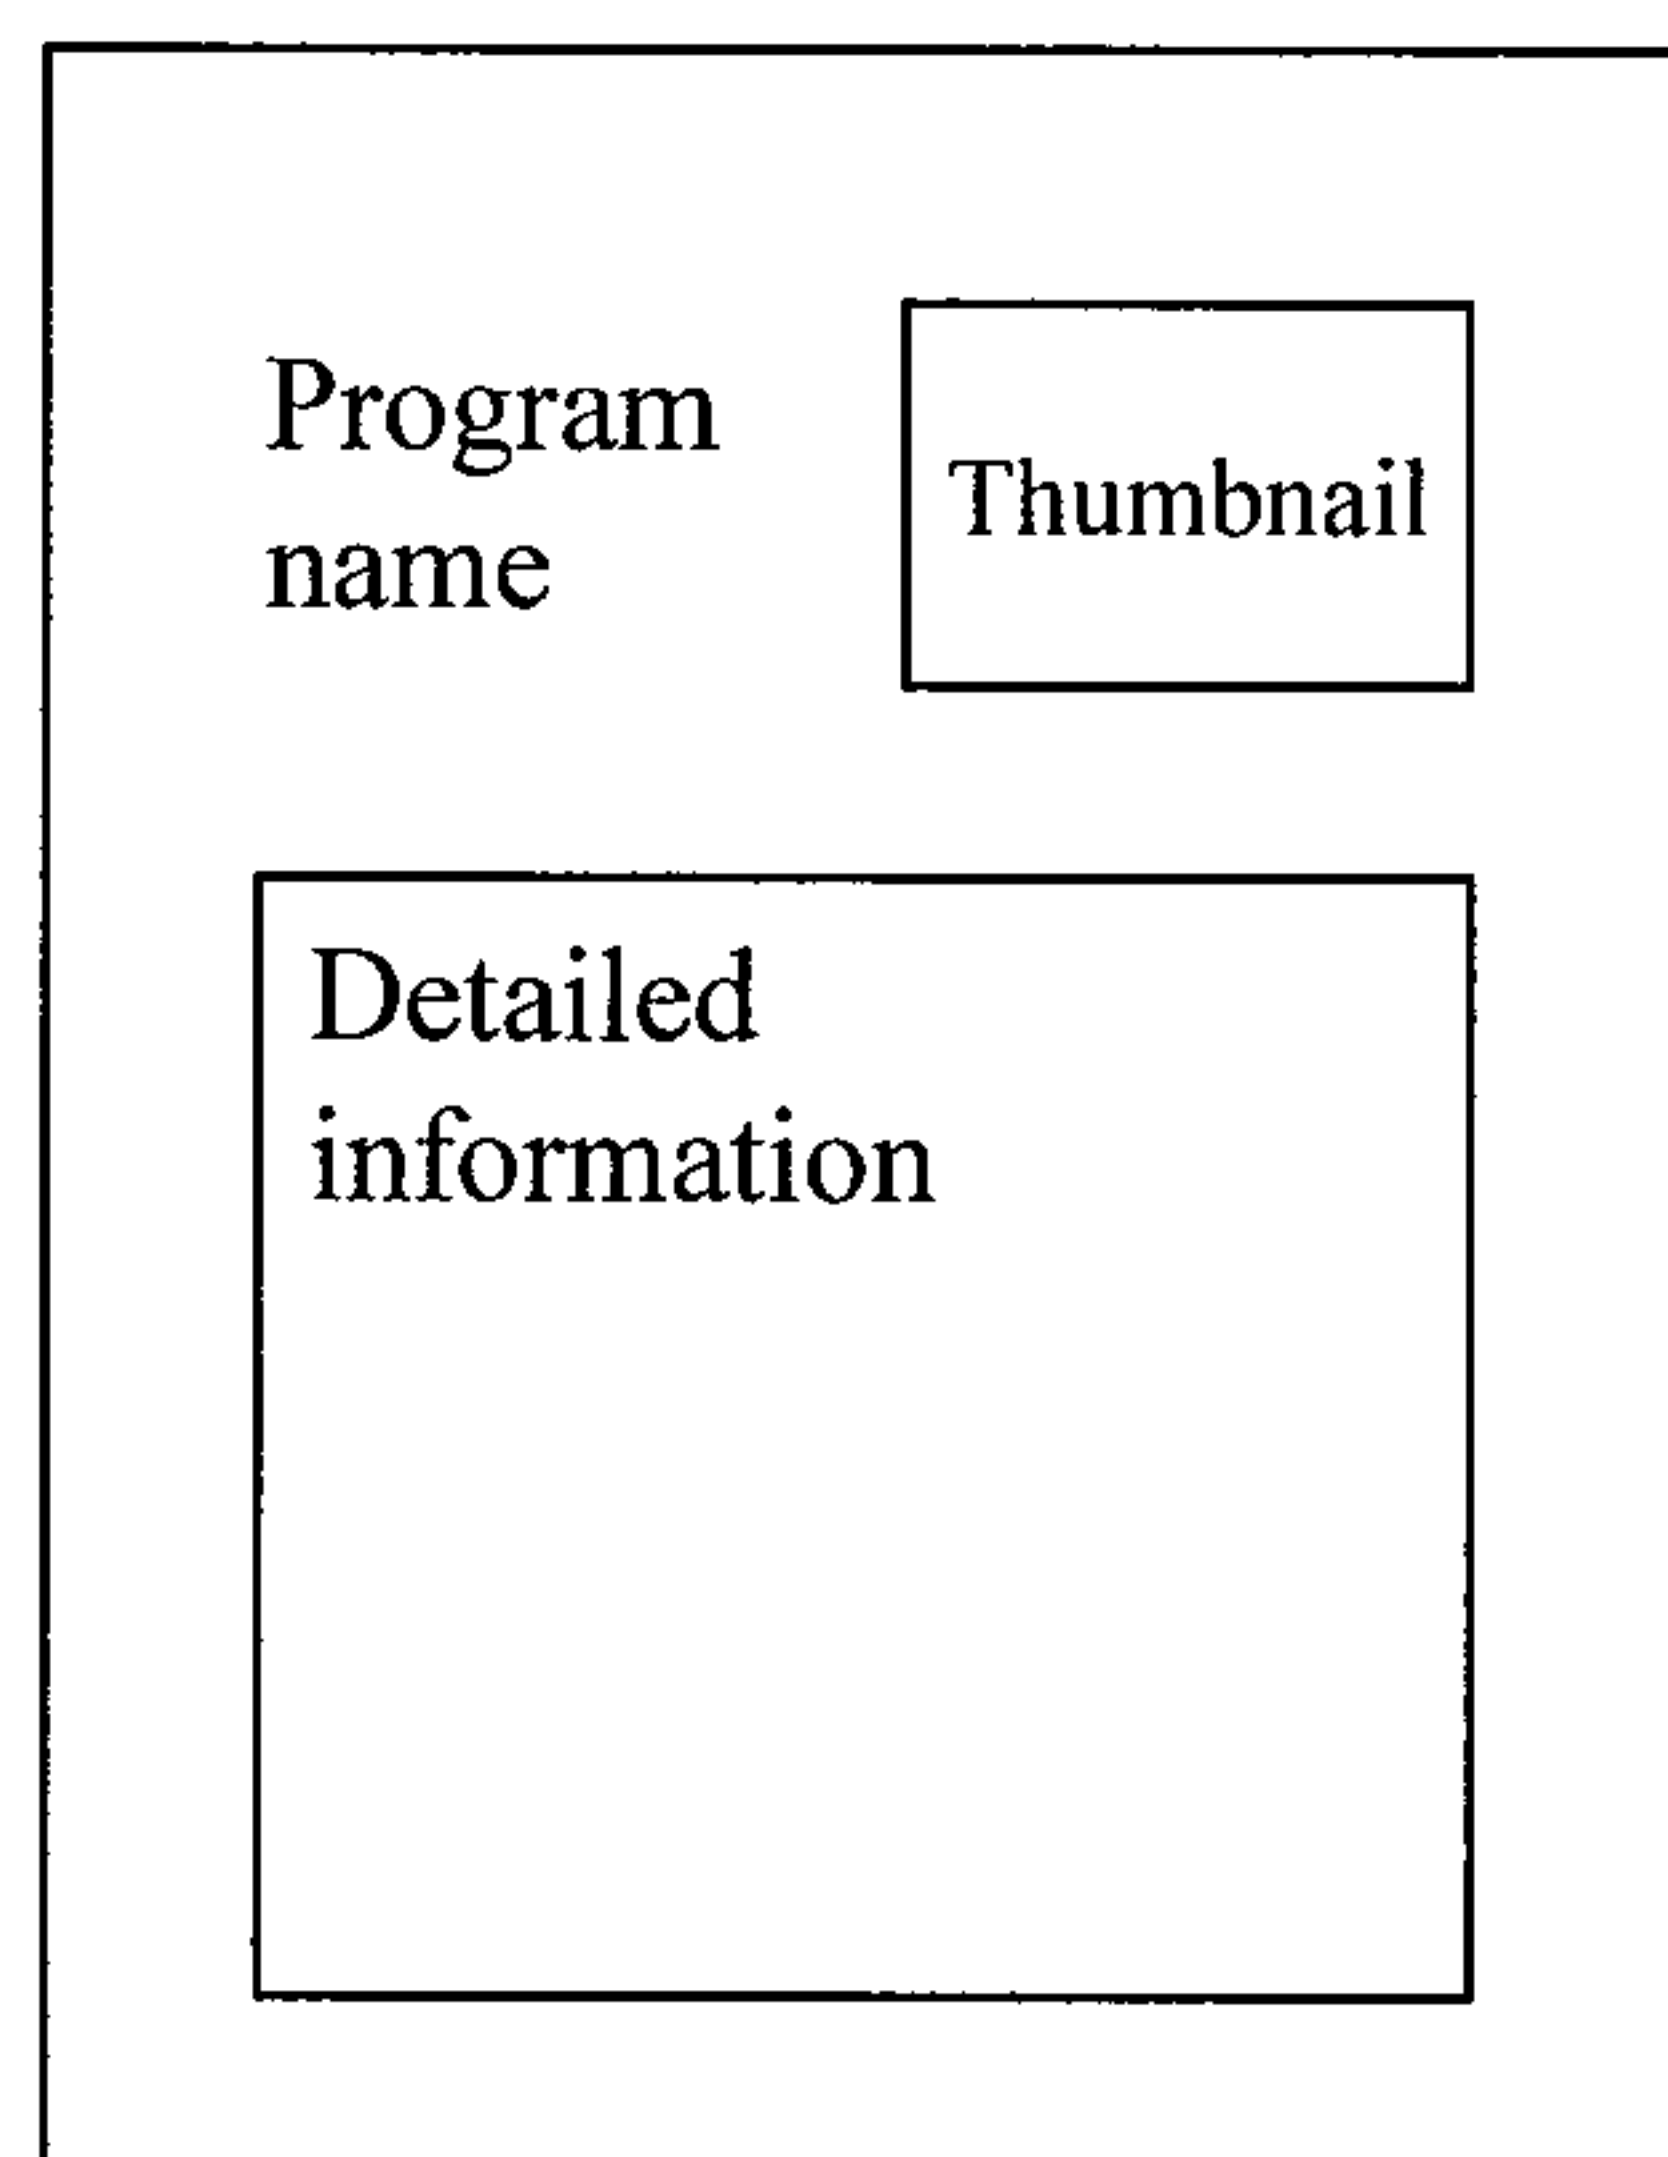 Program
name
Thumbnail
Detailed
information